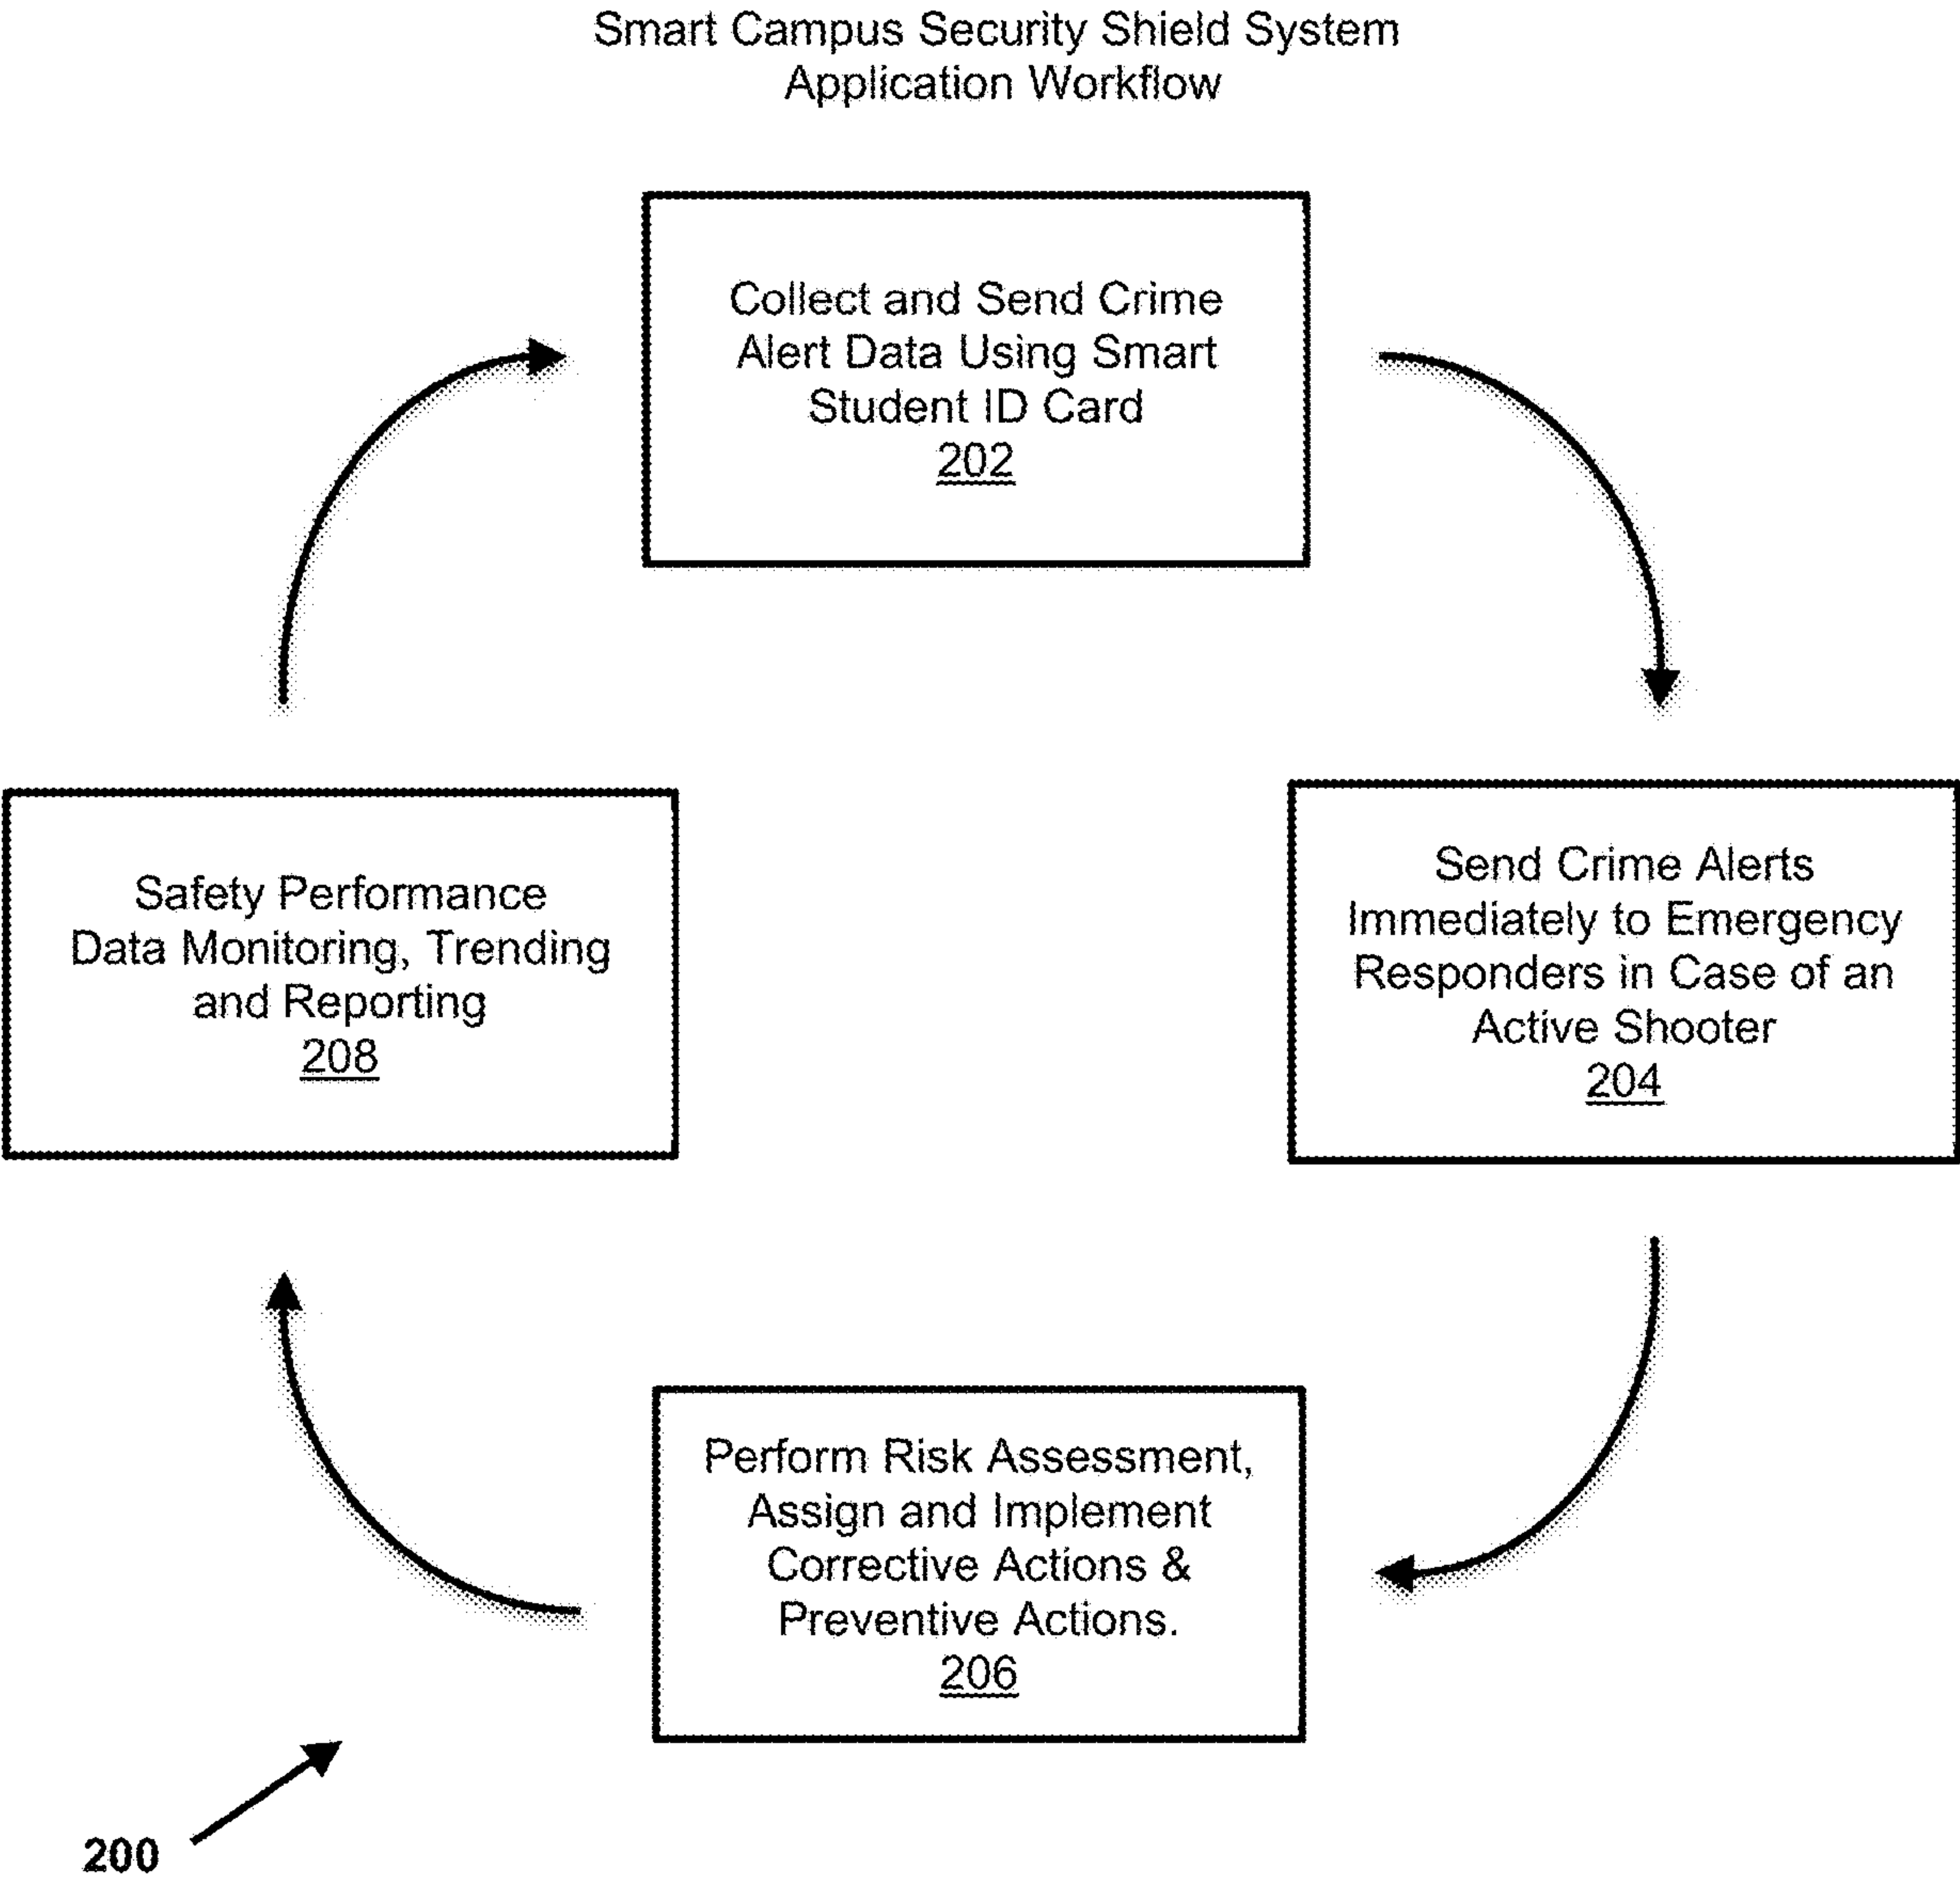 Smart Campus Security Shield System
Application Workflow
Collect and Send Crime
Alert Data Using Smart
Student ID Card
202
Send Crime Alerts
Immediately to Emergency
Responders in Case of an
Active Shooter
204
Perform Risk Assessment,
Assign and Implement
Corrective Actions &
Preventive Actions.
206
Safety Performance
Data Monitoring, Trending
and Reporting
208
200